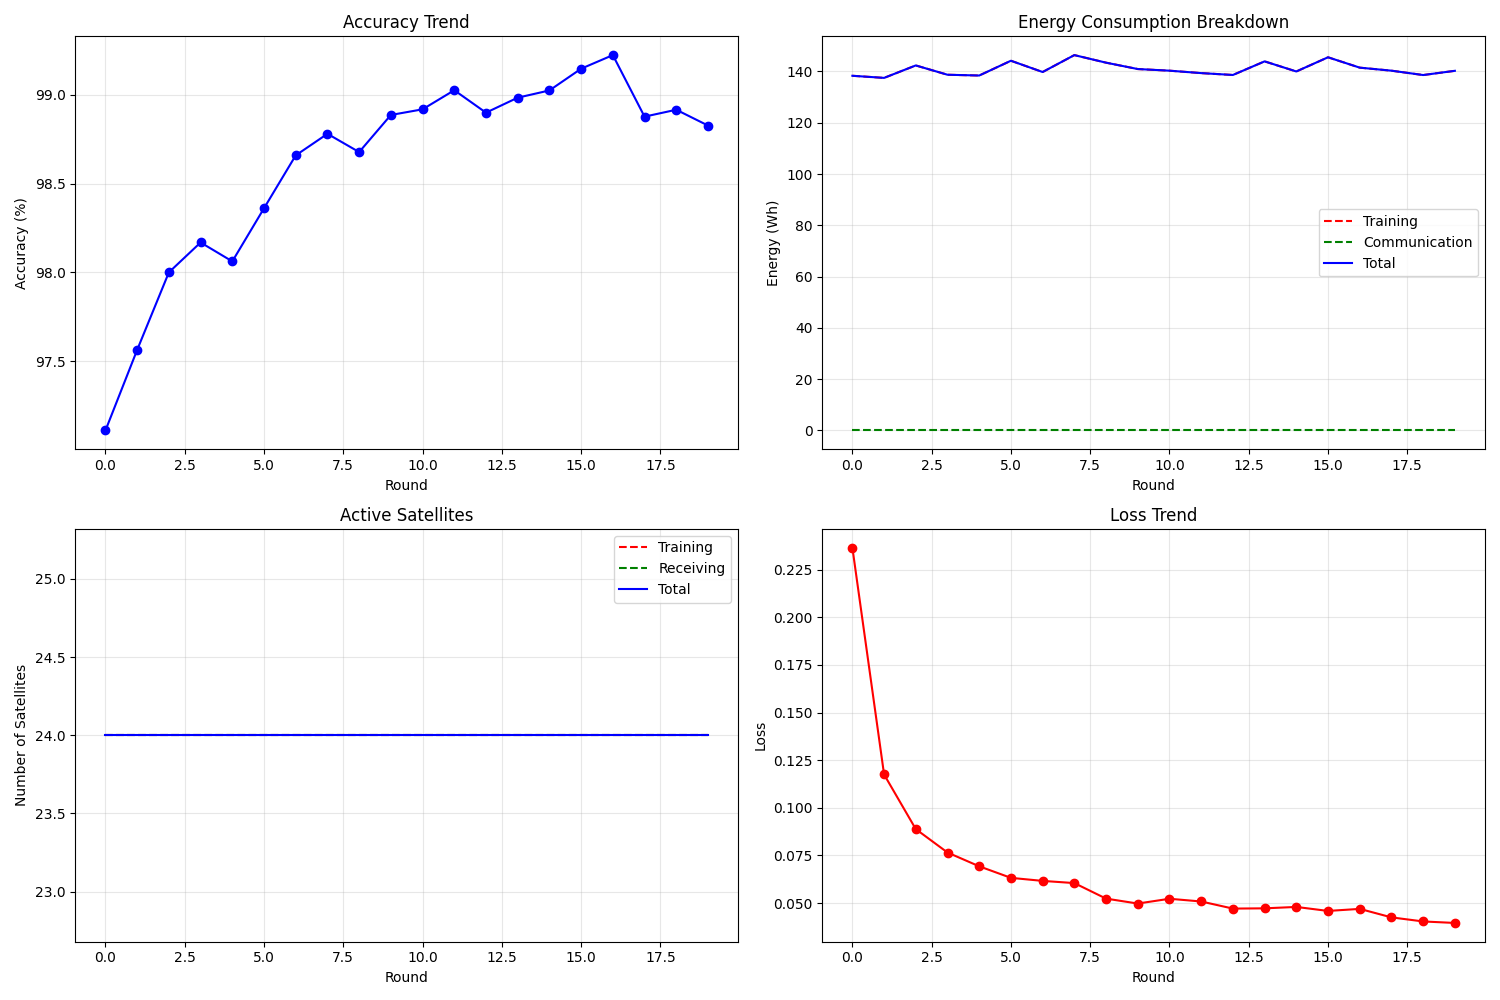 Accuracy Trend
Accuracy (%)
99.0
98.5
98.0
97.5
0.0 2.5 5.0 7.5 10.0 12.5 15.0 17.5
Round
Energy Consumption Breakdown
Energy (Wh)
140
120
100
80
60
40
20
0
Training
Communication
Total
0.0 2.5 5.0 7.5 10.0 12.5 15.0 17.5
Round
Active Satellites
Number of Satellites
25.0
24.5
24.0
23.5
23.0
Training
Receiving
Total
0.0 2.5 5.0 7.5 10.0 12.5 15.0 17.5
Round
Loss Trend
Loss
0.225
0.200
0.175
0.150
0.125
0.100
0.075
0.050
0.0 2.5 5.0 7.5 10.0 12.5 15.0 17.5
Round